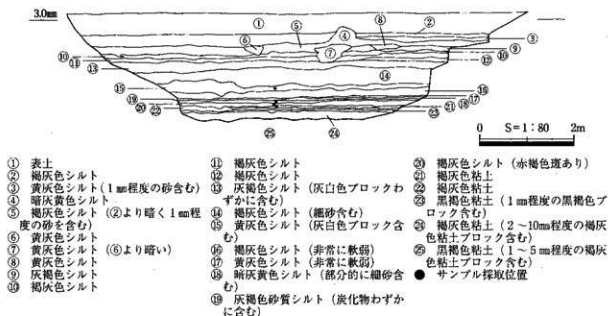 3.0mm
① ⑤ ④ ⑧ ②
③
⑥ ⑦
⑩ ⑪ ⑬
⑫ ⑩ ⑨
⑭
⑮ ⑯
⑲ ⑳ ㉒
㉓ ㉑ ⑱ ⑰
㉕ ㉔
0 S=1:80 2m
① 表土
② 褐灰色シルト
③ 黄灰色シルト(1mm程度の砂含む)
④ 暗灰黄色シルト
⑤ 褐灰色シルト(②より暗く1mm程
度の砂を含む)
⑥ 黄灰色シルト
⑦ 黄灰色シルト(⑥より暗い)
⑧ 黄灰色シルト
⑨ 灰褐色シルト
⑩ 褐灰色シルト
⑪ 褐灰色シルト
⑫ 褐灰色シルト
⑬ 灰褐色シルト(灰白色ブロックわ
ずかに含む)
⑭ 褐灰色シルト(細砂含む)
⑮ 黄灰色シルト(灰白色ブロック含
む)
⑯ 褐灰色シルト(非常に軟弱)
⑰ 黄灰色シルト(非常に軟弱)
⑱ 暗灰黄色シルト(部分的に細砂含
む)
⑲ 灰褐色砂質シルト(炭化物わずか
に含む)
⑳ 褐灰色シルト(赤褐色斑あり)
㉑ 褐灰色粘土
㉒ 褐灰色粘土
㉓ 黒褐色粘土(1mm程度の黒褐色ブ
ロック含む)
㉔ 褐灰色粘土(2～10mm程度の褐灰
色粘土ブロック含む)
㉕ 黒褐色粘土(1～5mm程度の褐灰
色粘土ブロック含む)
● サンプル採取位置